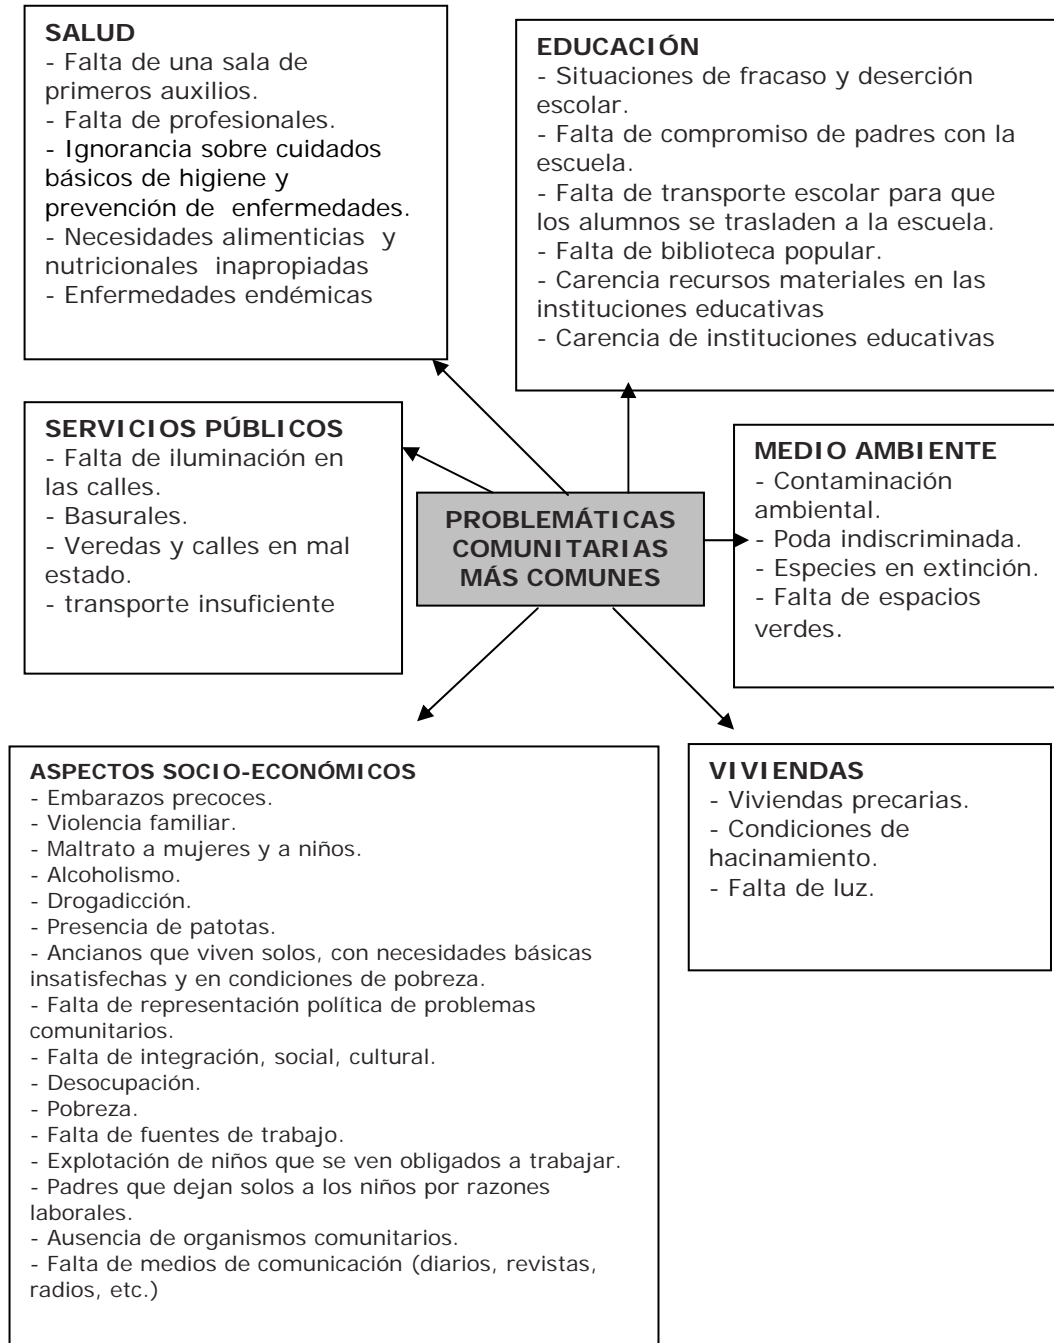 SALUD
- Falta de una sala de
primeros auxilios.
- Falta de profesionales.
- Ignorancia sobre cuidados
básicos de higiene y
prevención de enfermedades.
- Necesidades alimenticias y
nutricionales inapropiadas
- Enfermedades endémicas
EDUCACIÓN
- Situaciones de fracaso y deserción
escolar.
- Falta de compromiso de padres con la
escuela.
- Falta de transporte escolar para que
los alumnos se trasladen a la escuela.
- Falta de biblioteca popular.
- Carencia recursos materiales en las
instituciones educativas
- Carencia de instituciones educativas
SERVICIOS PÚBLICOS
- Falta de iluminación en
las calles.
- Basurales.
- Veredas y calles en mal
estado.
- transporte insuficiente
PROBLEMÁTICAS
COMUNITARIAS
MÁS COMUNES
MEDIO AMBIENTE
- Contaminación
ambiental.
- Poda indiscriminada.
- Especies en extinción.
- Falta de espacios
verdes.
ASPECTOS SOCIO-ECONÓMICOS
- Embarazos precoces.
- Violencia familiar.
- Maltrato a mujeres y a niños.
- Alcoholismo.
- Drogadicción.
- Presencia de patotas.
- Ancianos que viven solos, con necesidades básicas
insatisfechas y en condiciones de pobreza.
- Falta de representación política de problemas
comunitarios.
- Falta de integración, social, cultural.
- Desocupación.
- Pobreza.
- Falta de fuentes de trabajo.
- Explotación de niños que se ven obligados a trabajar.
- Padres que dejan solos a los niños por razones
laborales.
- Ausencia de organismos comunitarios.
- Falta de medios de comunicación (diarios, revistas,
radios, etc.)
VIVIENDAS
- Viviendas precarias.
- Condiciones de
hacinamiento.
- Falta de luz.